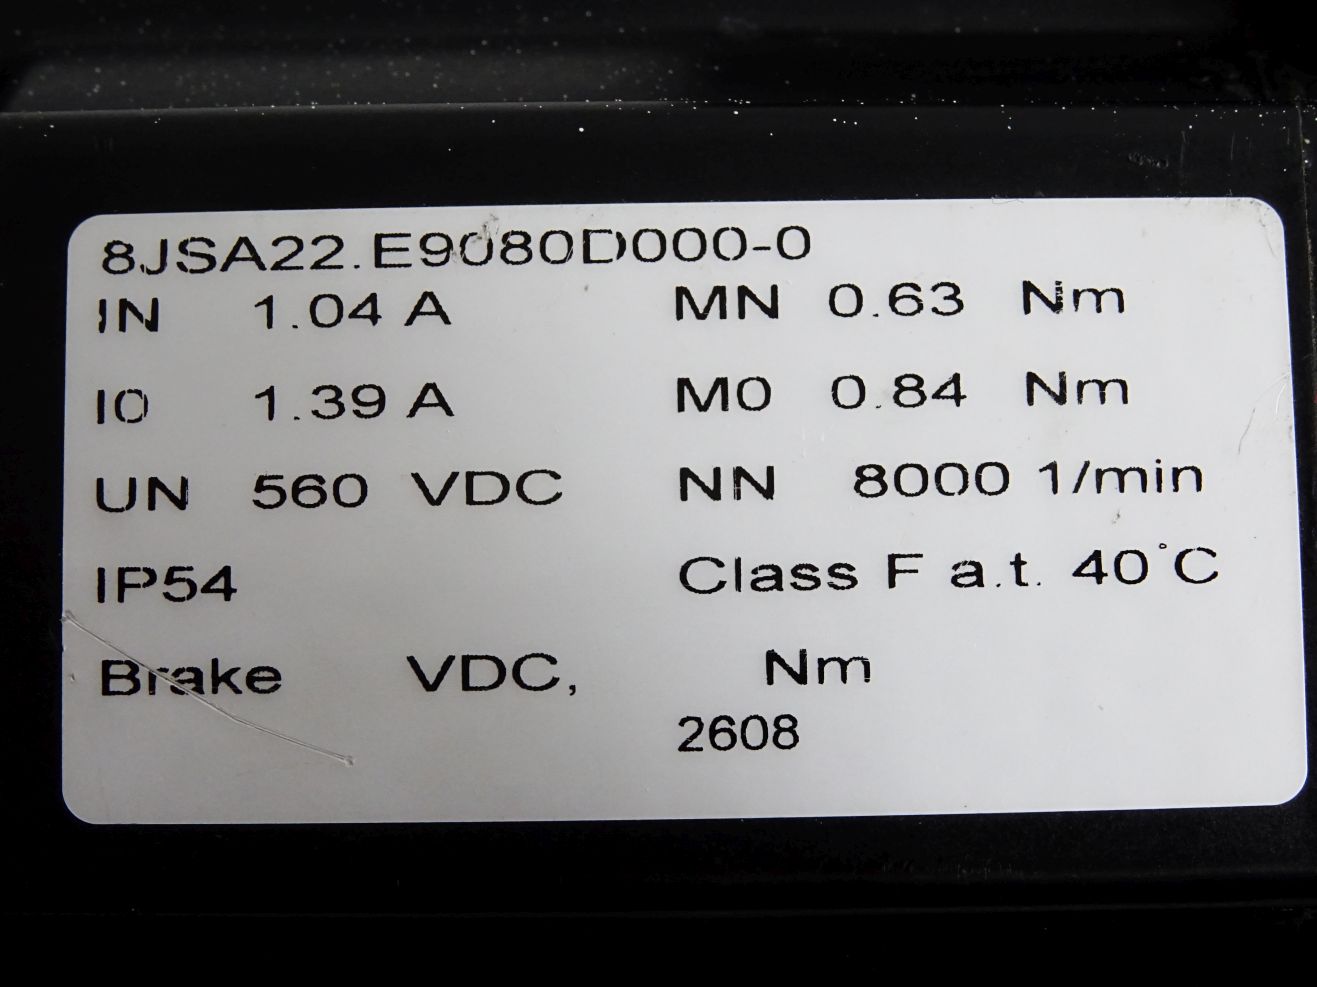 8JSA22.E9080D000-0
IN 1.04 A MN 0.63 Nm
I0 1.39 A M0 0.84 Nm
UN 560 VDC NN 8000 1/min
IP54 Class F a.t. 40°C
Brake VDC, Nm
2608